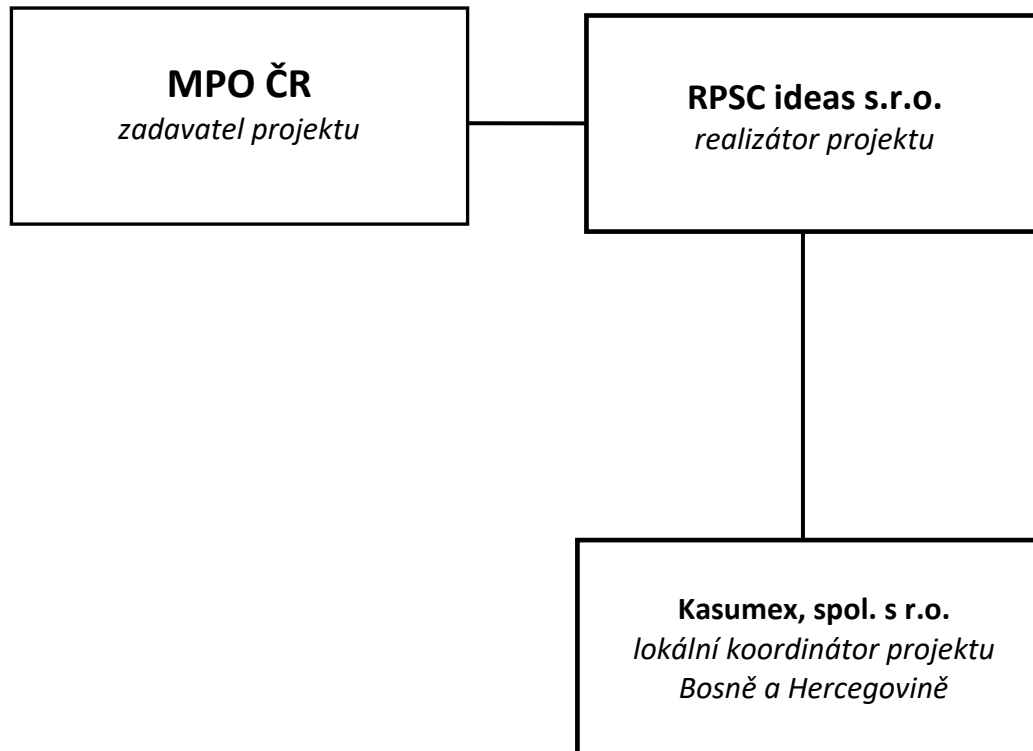 MPO ČR
zadavatel projektu
RPSC ideas s.r.o.
realizátor projektu
Kasumex, spol. s r.o.
lokální koordinátor projektu
Bosně a Hercegovině